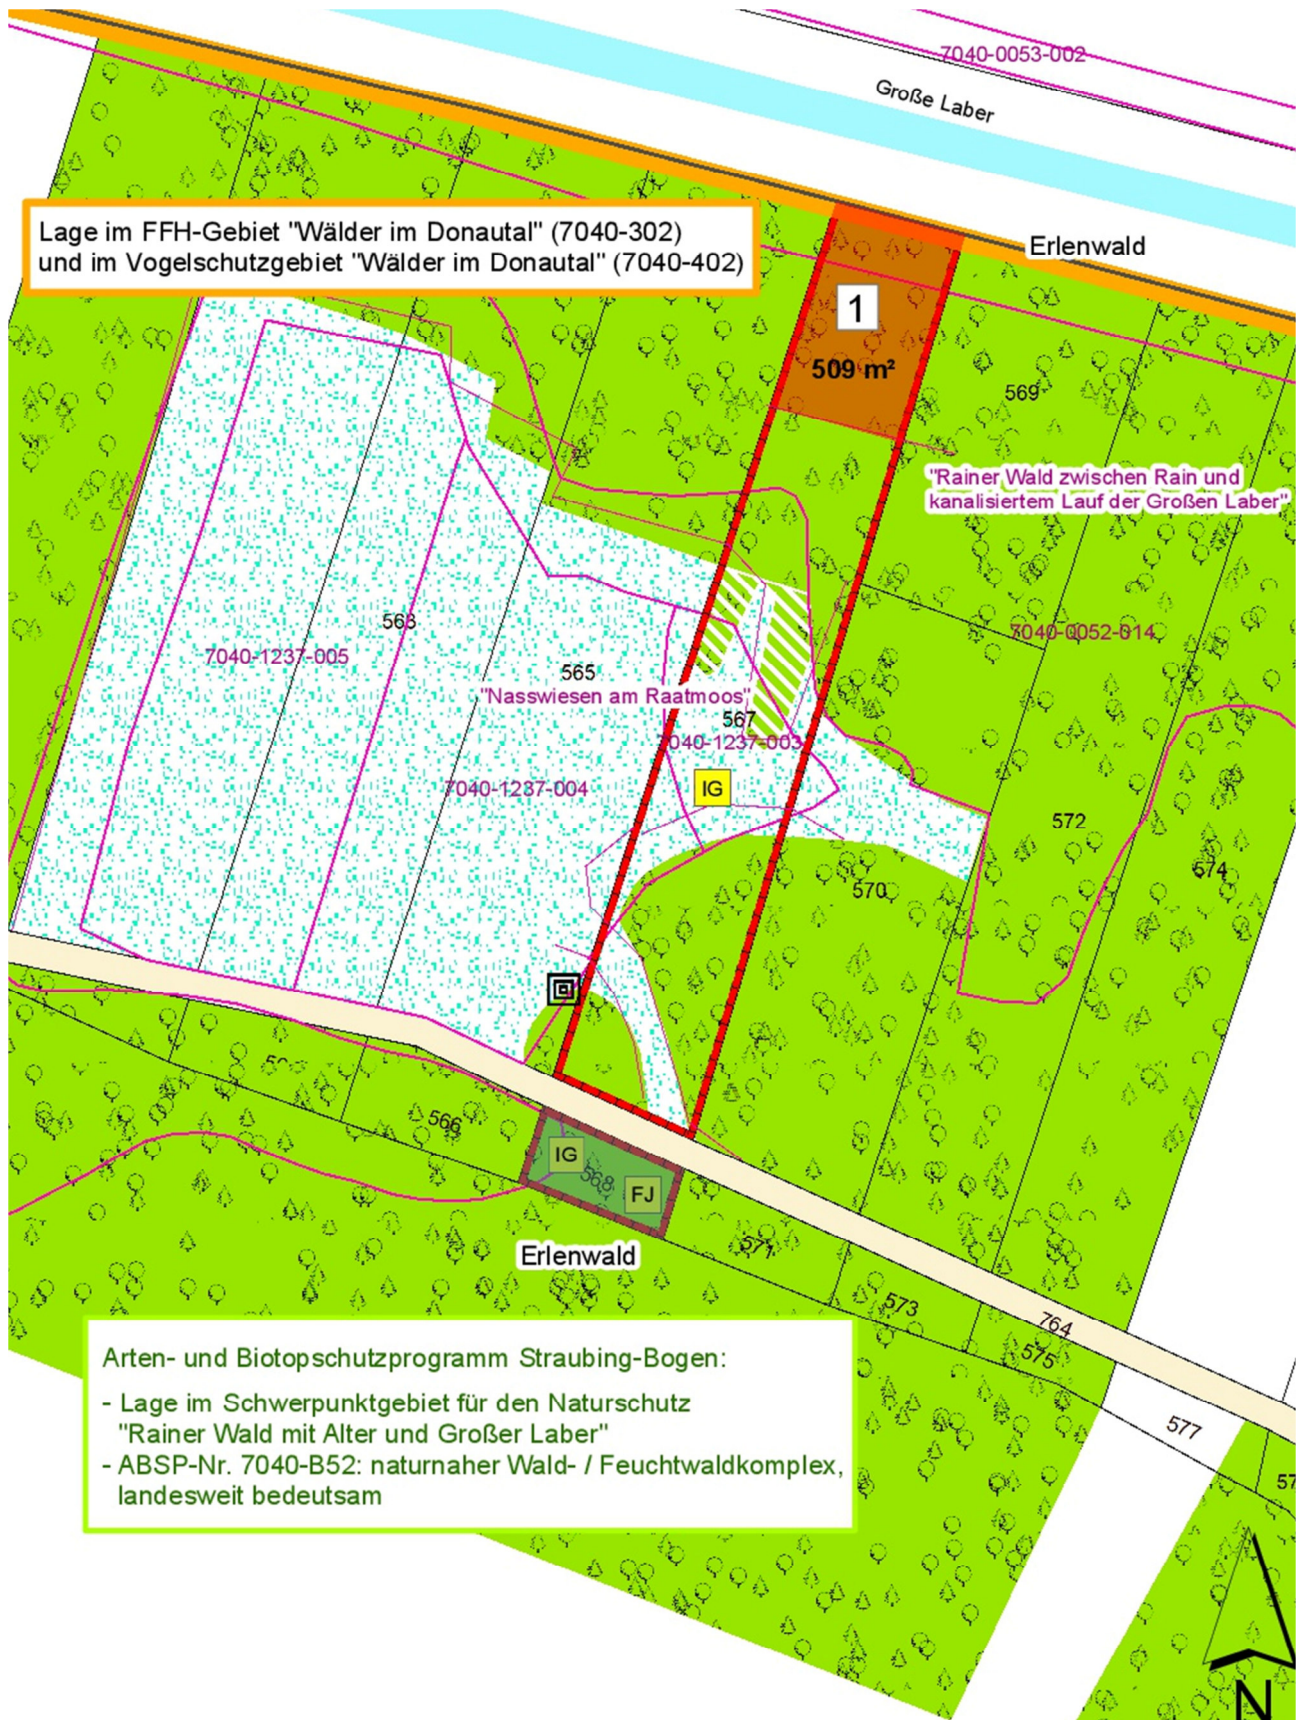 7040-0053-002
Große Laber
Lage im FFH-Gebiet "Wälder im Donautal" (7040-302)
und im Vogelschutzgebiet "Wälder im Donautal" (7040-402)
Erlenwald
1
509 m²
569
"Rainer Wald zwischen Rain und
kanalisiertem Lauf der Großen Laber"
563
7040-0052-014
7040-1237-005
565
"Nasswiesen am Raatmoos"
567
7040-1237-003
7040-1237-004
IG
572
574
570
566
IG
568
FJ
Erlenwald
571
573
764
575
577
Arten- und Biotopschutzprogramm Straubing-Bogen:
- Lage im Schwerpunktgebiet für den Naturschutz
"Rainer Wald mit Alter und Großer Laber"
- ABSP-Nr. 7040-B52: naturnaher Wald- / Feuchtwaldkomplex,
landesweit bedeutsam
N